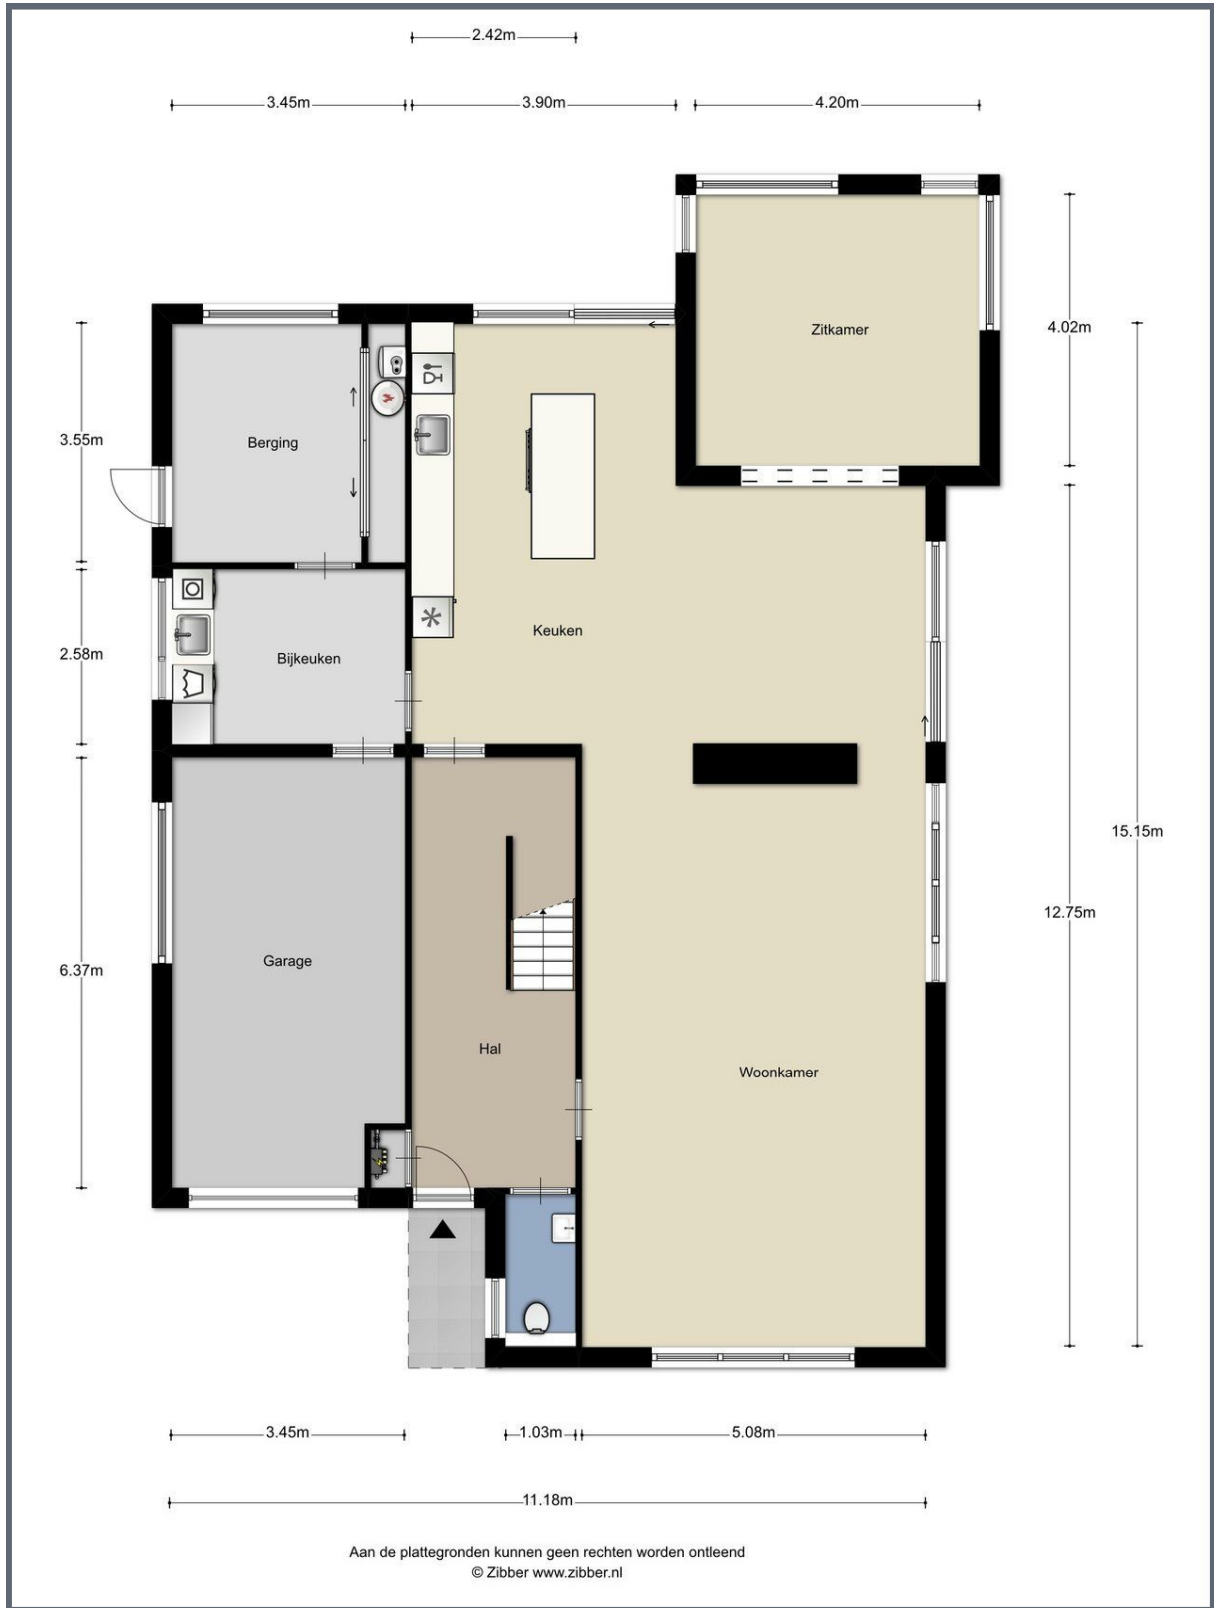 2.42m
3.45m
3.90m
4.20m
Zitkamer
4.02m
3.55m
Berging
Keuken
2.58m
Bijkeuken
15.15m
12.75m
6.37m
Garage
Hal
Woonkamer
3.45m
1.03m
5.08m
11.18m
Aan de plattegronden kunnen geen rechten worden ontleend
© Zibber www.zibber.nl